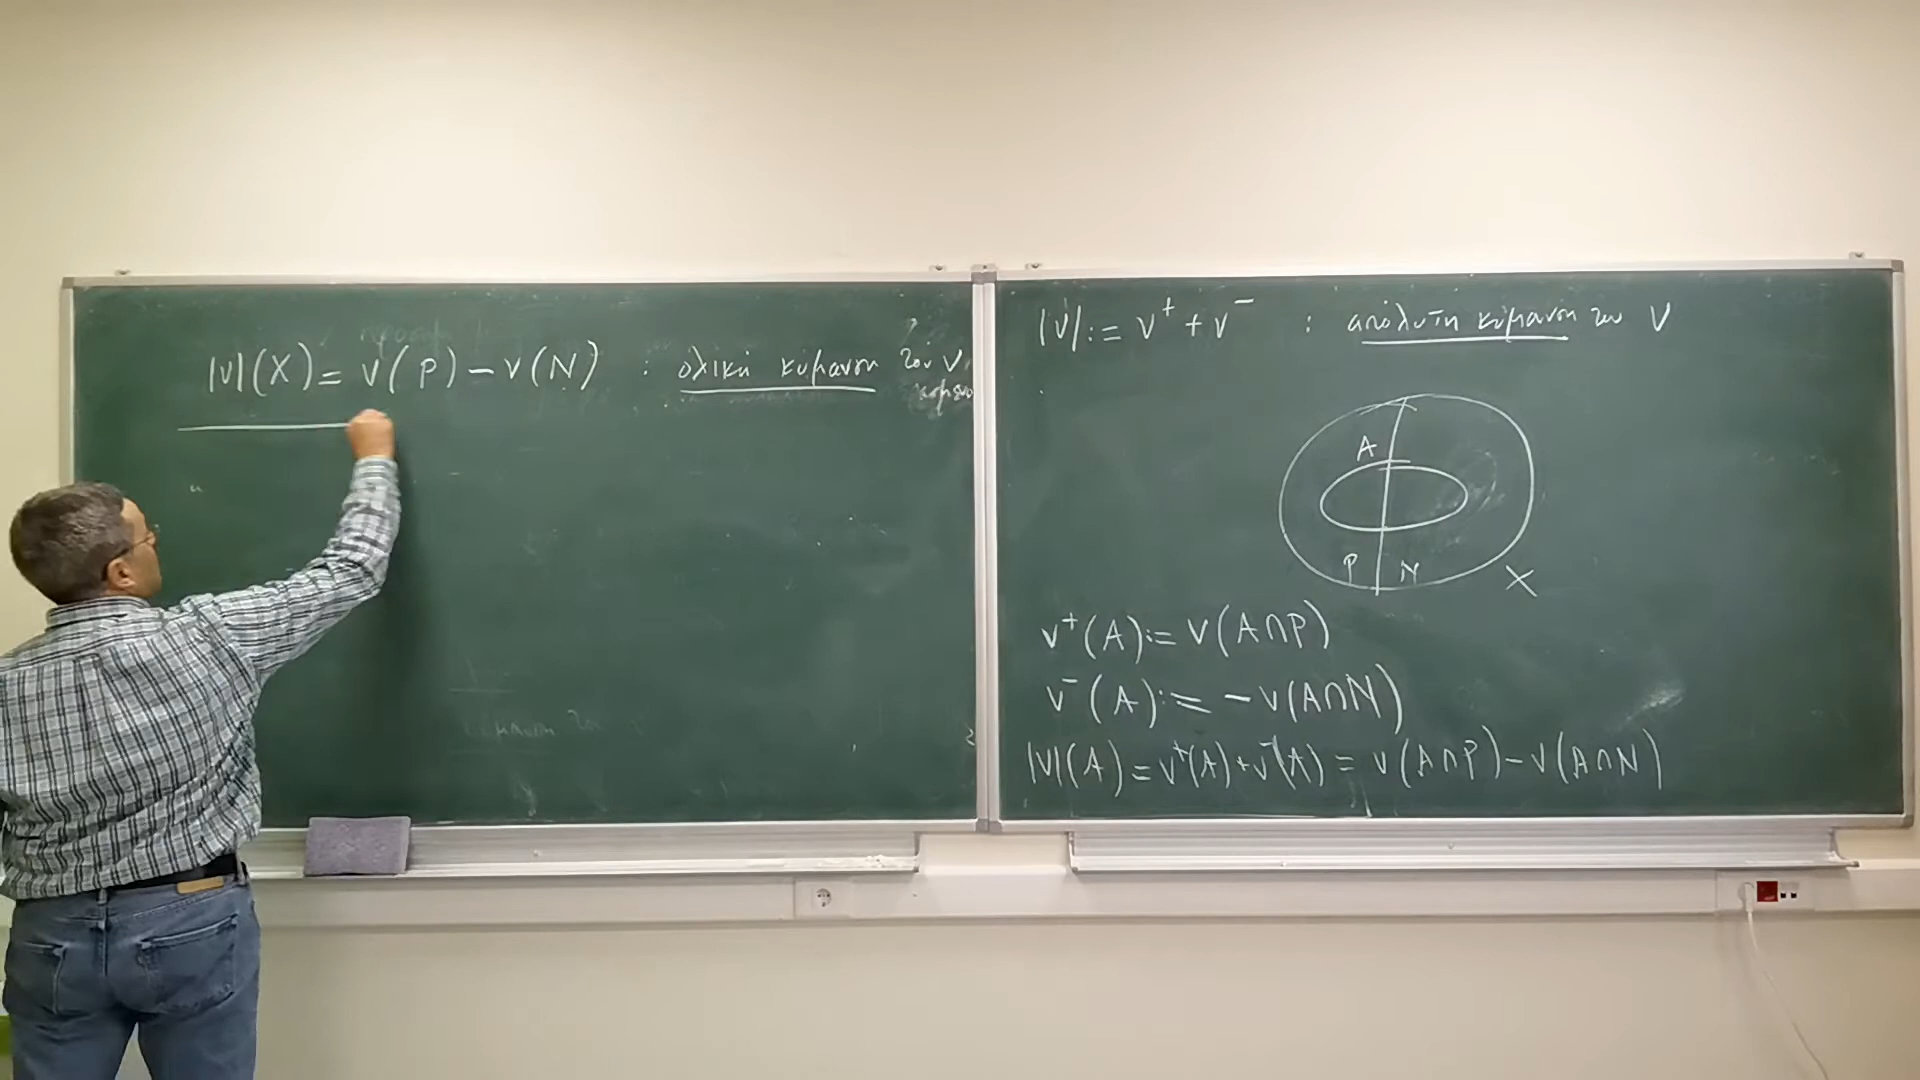 |ν|(X) = ν(P) − ν(N) : ολική κύμανση του ν
|ν| := ν⁺ + ν⁻ : απόλυτη κύμανση του ν
A
P N
X
ν⁺(A) := ν(A∩P)
ν⁻(A) := −ν(A∩N)
|ν|(A) = ν⁺(A) + ν⁻(A) = ν(A∩P) − ν(A∩N)